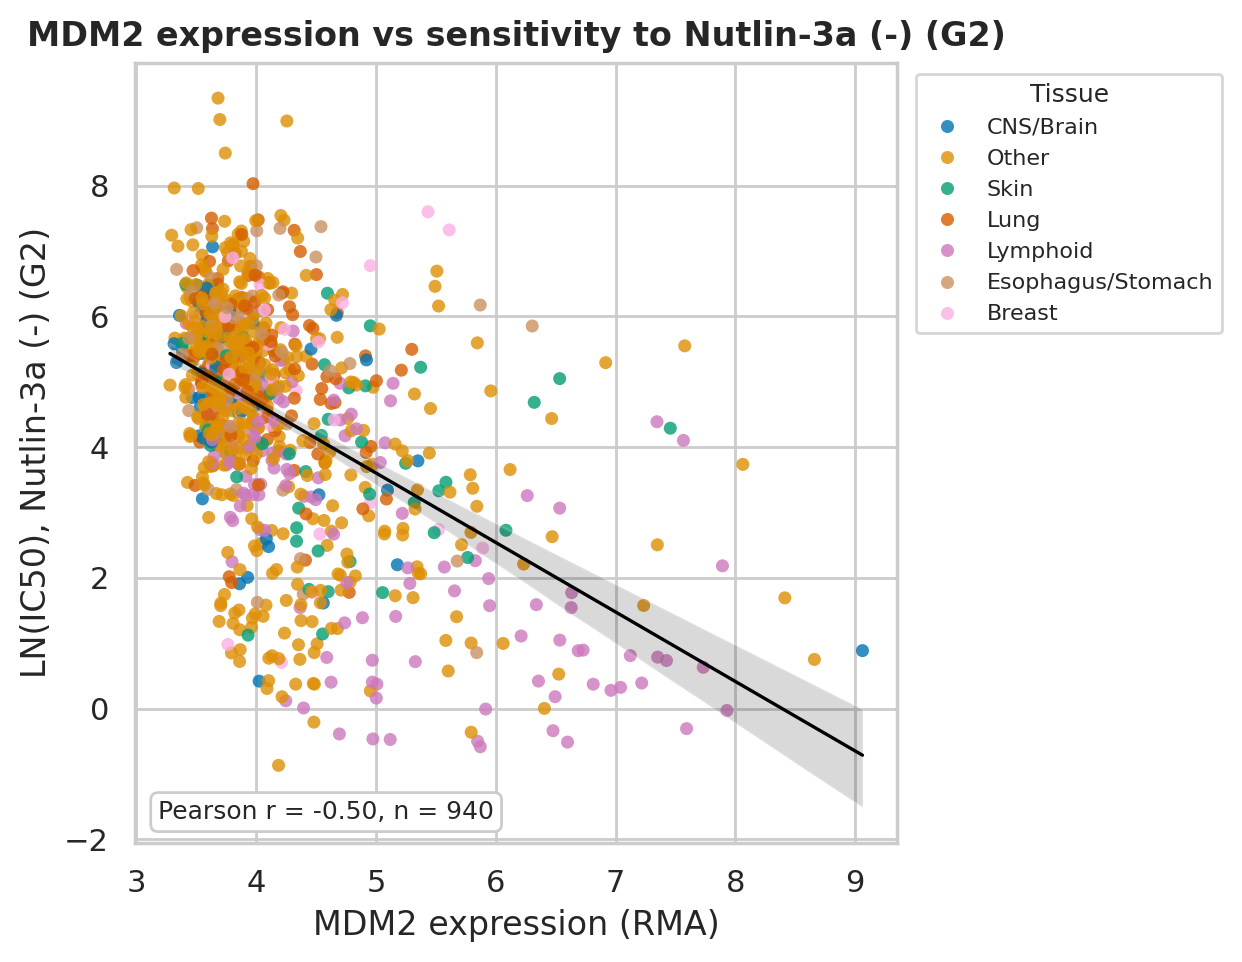 MDM2 expression vs sensitivity to Nutlin-3a (-) (G2)
Tissue
CNS/Brain
Other
Skin
Lung
Lymphoid
Esophagus/Stomach
Breast
LN(IC50), Nutlin-3a (-) (G2)
8
6
4
2
0
−2
Pearson r = -0.50, n = 940
3 4 5 6 7 8 9
MDM2 expression (RMA)